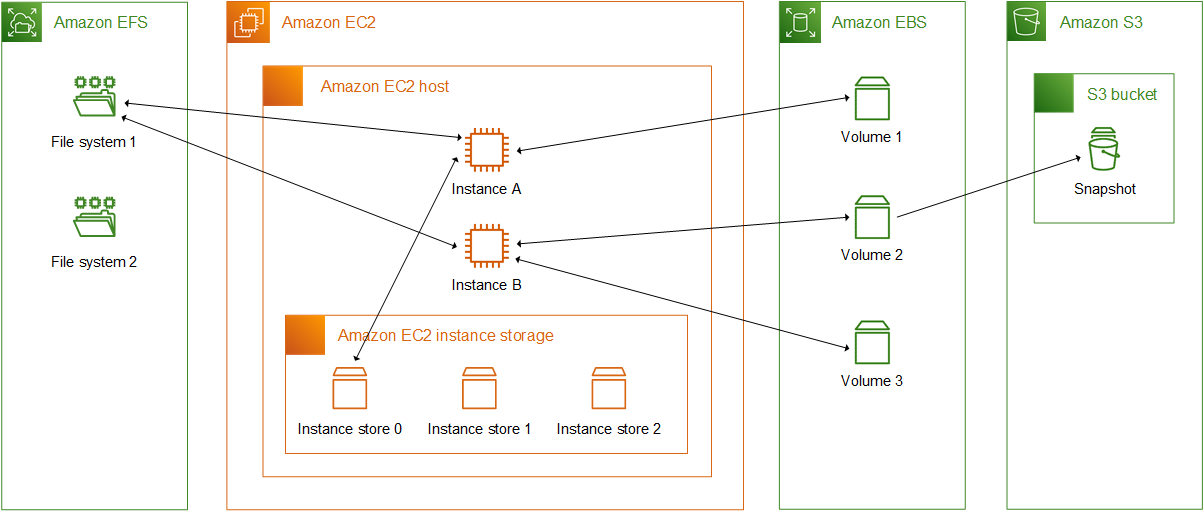 Amazon EFS
File system 1
File system 2
Amazon EC2
Amazon EC2 host
Instance A
Instance B
Amazon EC2 instance storage
Instance store 0
Instance store 1
Instance store 2
Amazon EBS
Volume 1
Volume 2
Volume 3
Amazon S3
S3 bucket
Snapshot